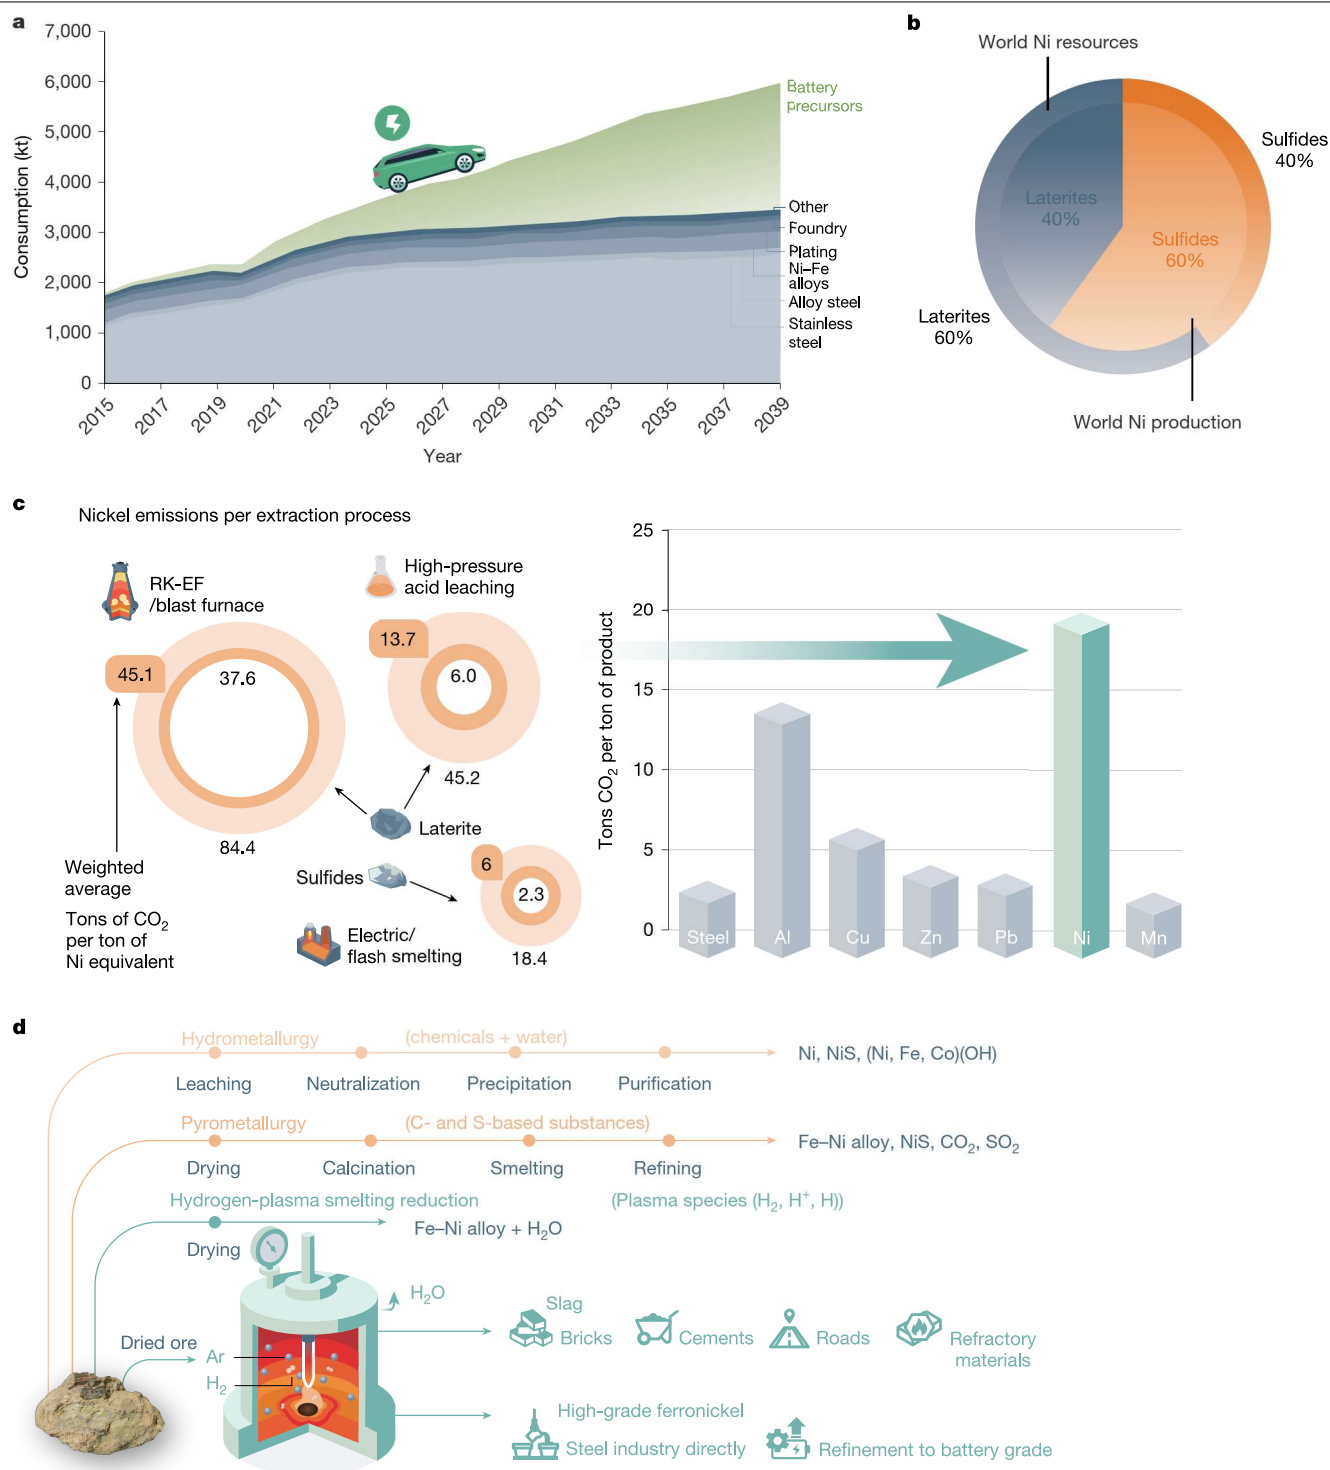 a
7,000
6,000
5,000
4,000
3,000
2,000
1,000
0
Consumption (kt)
2015
2017
2019
2021
2023
2025
2027
2029
2031
2033
2035
2037
2039
Year
Battery
precursors
Other
Foundry
Plating
Ni–Fe
alloys
Alloy steel
Stainless
steel
b
World Ni resources
Sulfides
40%
Laterites
40%
Sulfides
60%
Laterites
60%
World Ni production
c
Nickel emissions per extraction process
RK-EF
/blast furnace
45.1
37.6
84.4
High-pressure
acid leaching
13.7
6.0
45.2
Laterite
Sulfides
6
2.3
18.4
Electric/
flash smelting
Weighted
average
Tons of CO₂
per ton of
Ni equivalent
Tons CO₂ per ton of product
25
20
15
10
5
0
Steel
Al
Cu
Zn
Pb
Ni
Mn
d
Hydrometallurgy (chemicals + water)
Leaching Neutralization Precipitation Purification
Ni, NiS, (Ni, Fe, Co)(OH)
Pyrometallurgy (C- and S-based substances)
Drying Calcination Smelting Refining
Fe–Ni alloy, NiS, CO₂, SO₂
Hydrogen-plasma smelting reduction (Plasma species (H₂, H⁺, H))
Drying
Fe–Ni alloy + H₂O
H₂O
Dried ore
Ar
H₂
Slag
Bricks
Cements
Roads
Refractory
materials
High-grade ferronickel
Steel industry directly
Refinement to battery grade